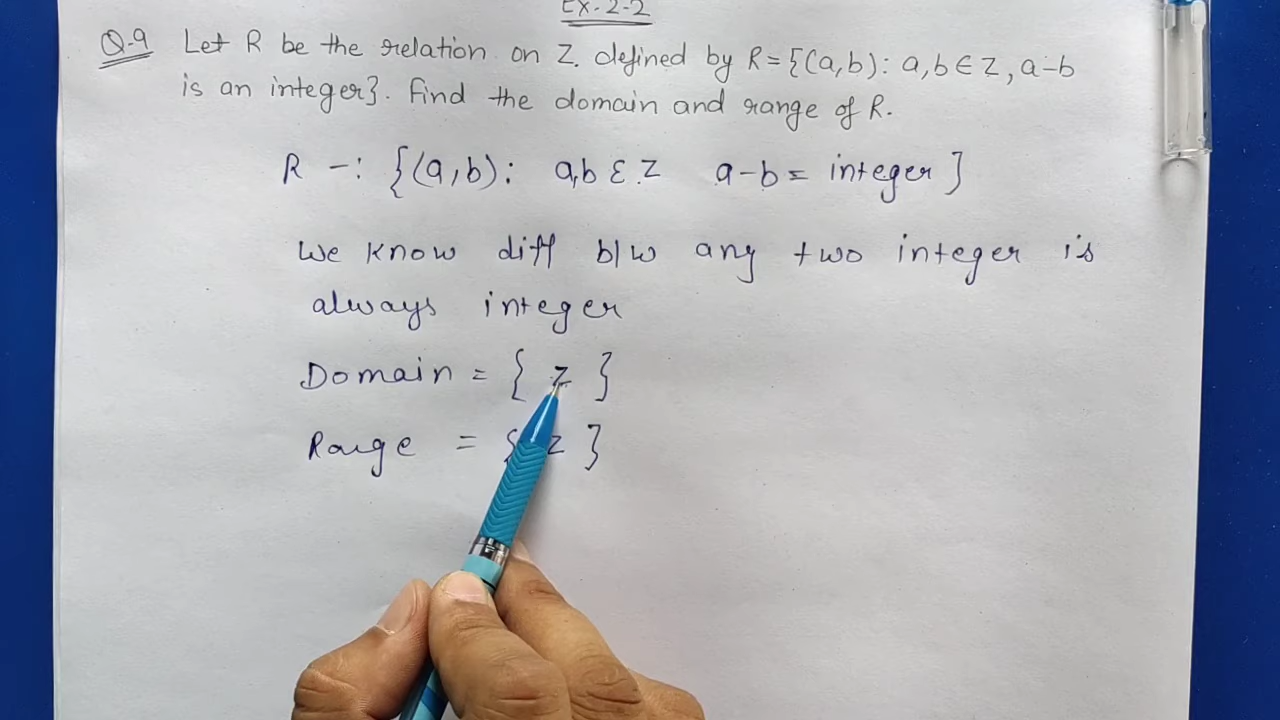 Ex-2-2
Q-9 Let R be the relation on Z. defined by R={(a,b): a,b∈Z, a-b
is an integer}. Find the domain and range of R.
R -: {(a,b): a,b ε Z a-b = integer}
We know diff b/w any two integer is
always integer
Domain = { Z }
Range = { Z }